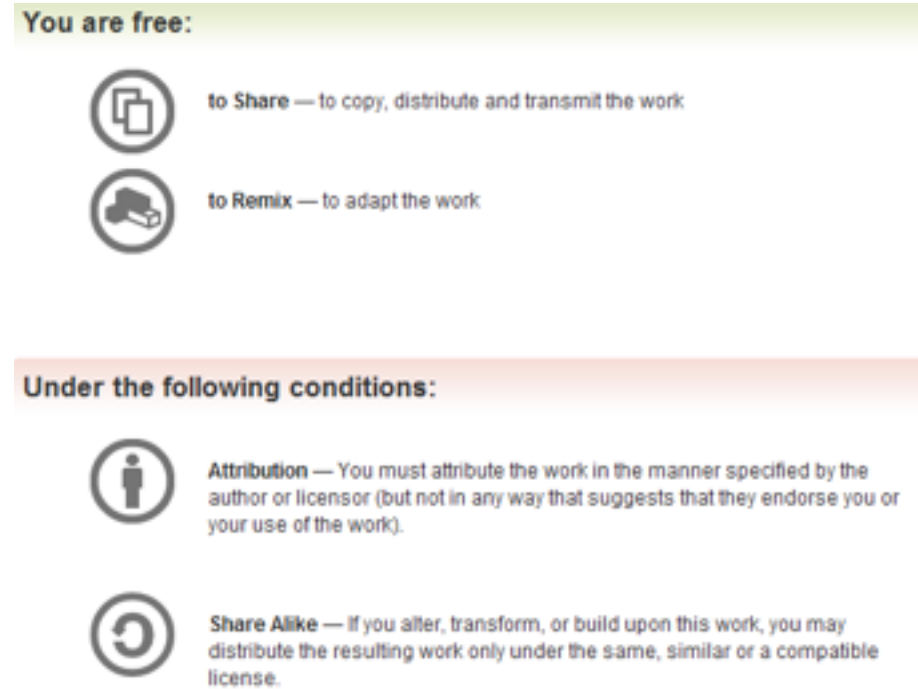 You are free:
to Share — to copy, distribute and transmit the work
to Remix — to adapt the work
Under the following conditions:
Attribution — You must attribute the work in the manner specified by the
author or licensor (but not in any way that suggests that they endorse you or
your use of the work).
Share Alike — If you alter, transform, or build upon this work, you may
distribute the resulting work only under the same, similar or a compatible
license.